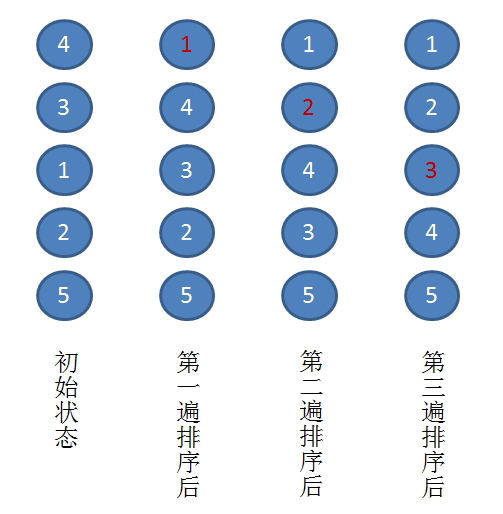 4 1 1 1
3 4 2 2
1 3 4 3
2 2 3 4
5 5 5 5
初始状态
第一遍排序后
第二遍排序后
第三遍排序后